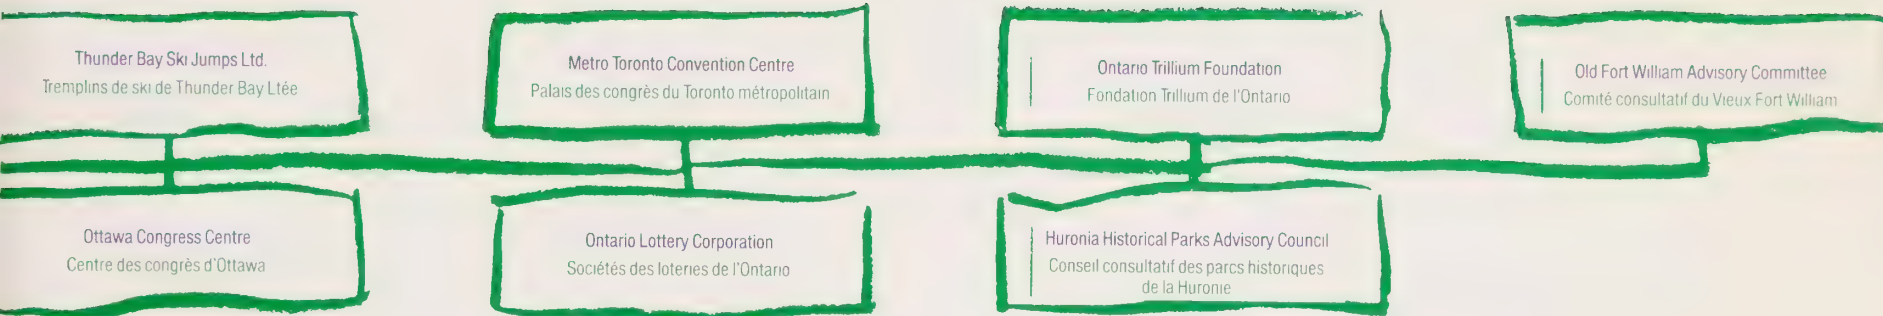 Thunder Bay Ski Jumps Ltd.
Tremplins de ski de Thunder Bay Ltée
Metro Toronto Convention Centre
Palais des congrès du Toronto métropolitain
Ontario Trillium Foundation
Fondation Trillium de l'Ontario
Old Fort William Advisory Committee
Comité consultatif du Vieux Fort William
Ottawa Congress Centre
Centre des congrès d'Ottawa
Ontario Lottery Corporation
Sociétés des loteries de l'Ontario
Huronia Historical Parks Advisory Council
Conseil consultatif des parcs historiques
de la Huronie